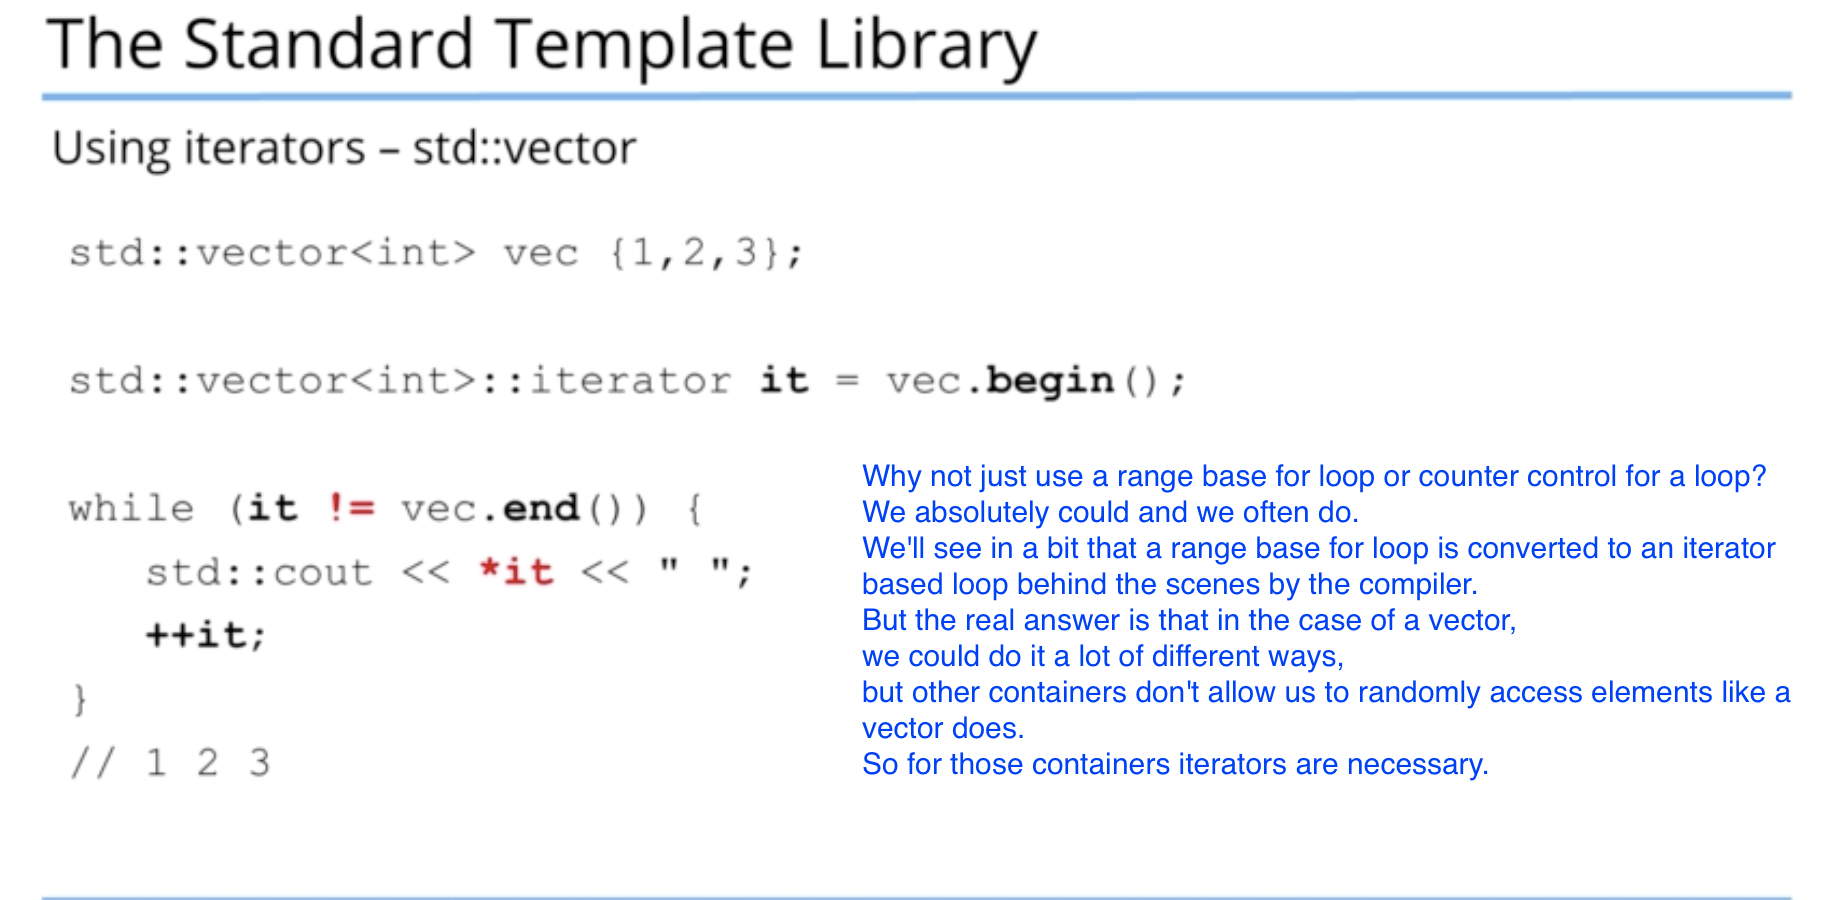 The Standard Template Library
Using iterators – std::vector
std::vector<int> vec {1,2,3};
std::vector<int>::iterator it = vec.begin();
while (it != vec.end()) {
std::cout << *it << " ";
++it;
}
// 1 2 3
Why not just use a range base for loop or counter control for a loop?
We absolutely could and we often do.
We'll see in a bit that a range base for loop is converted to an iterator
based loop behind the scenes by the compiler.
But the real answer is that in the case of a vector,
we could do it a lot of different ways,
but other containers don't allow us to randomly access elements like a
vector does.
So for those containers iterators are necessary.